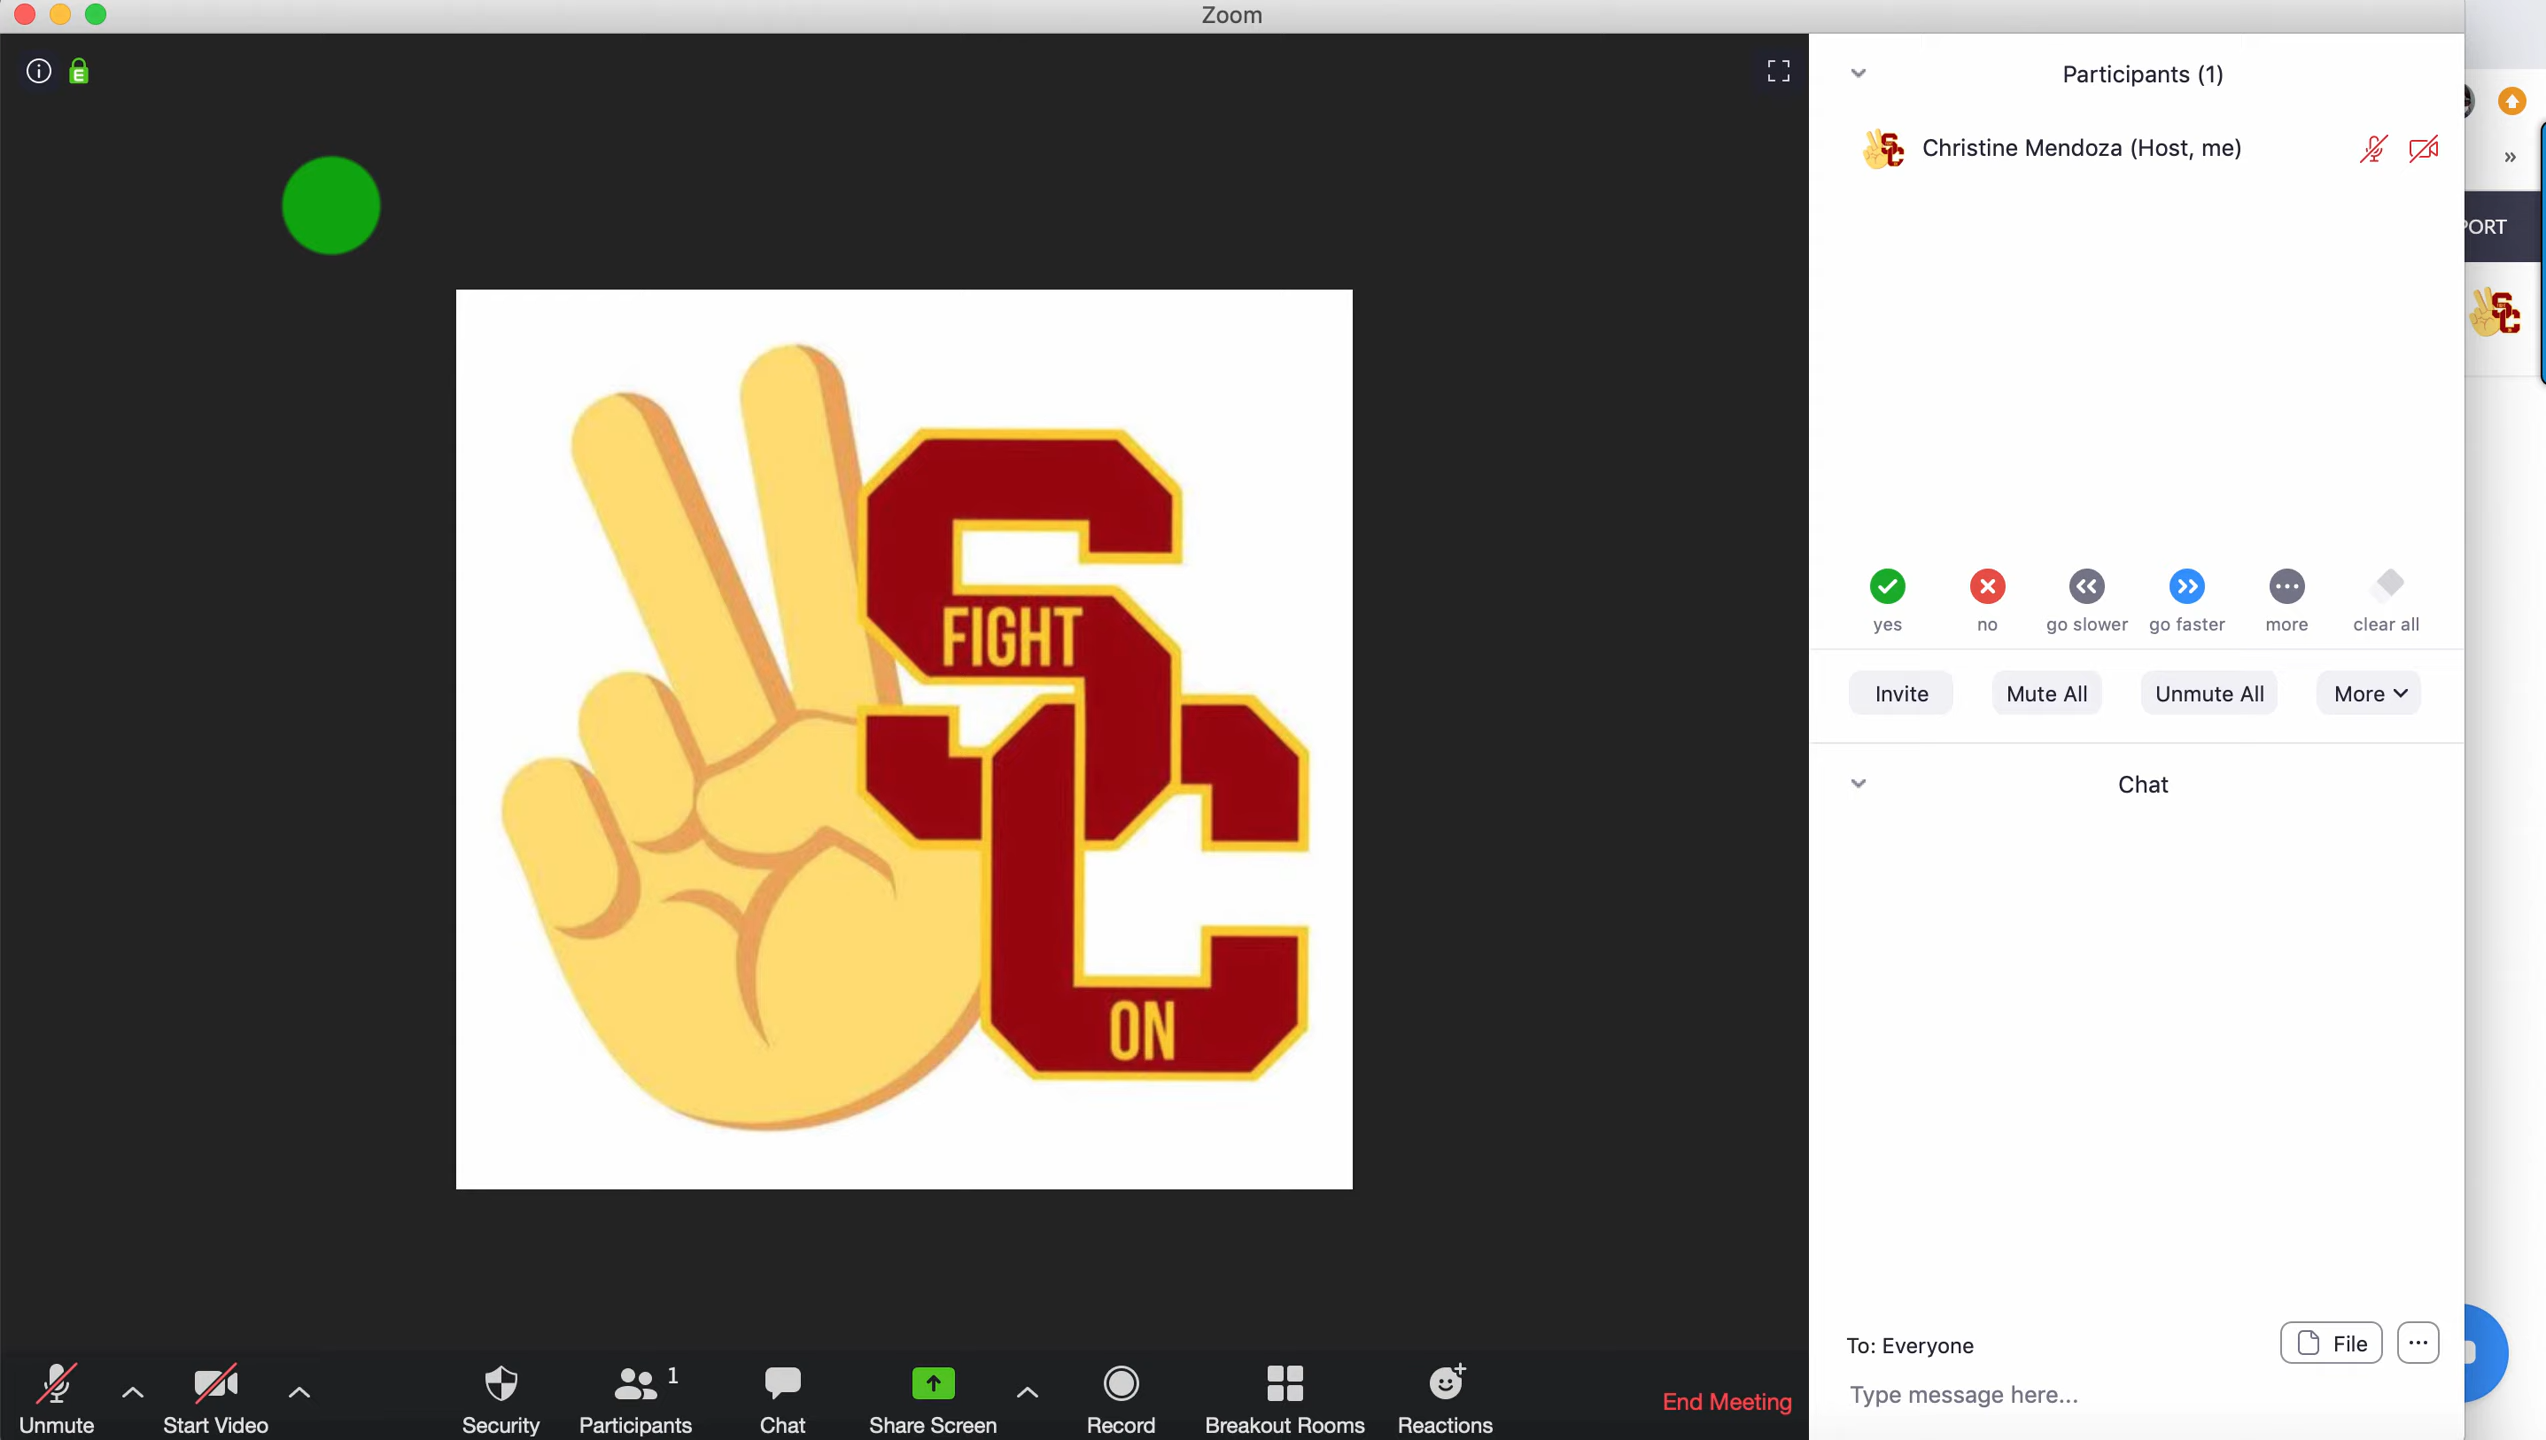 Zoom
Participants (1)
Christine Mendoza (Host, me)
»
PORT
SC
FIGHT
ON
yes
no
go slower
go faster
more
clear all
Invite
Mute All
Unmute All
More
Chat
To: Everyone
File
Type message here...
Unmute
Start Video
Security
1
Participants
Chat
Share Screen
Record
Breakout Rooms
Reactions
End Meeting